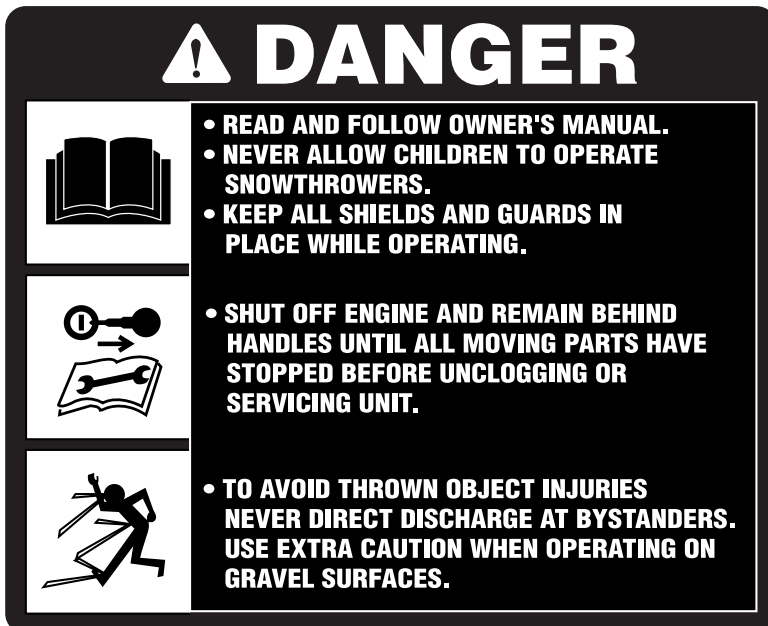 DANGER
• READ AND FOLLOW OWNER'S MANUAL.
• NEVER ALLOW CHILDREN TO OPERATE
SNOWTHROWERS.
• KEEP ALL SHIELDS AND GUARDS IN
PLACE WHILE OPERATING.
• SHUT OFF ENGINE AND REMAIN BEHIND
HANDLES UNTIL ALL MOVING PARTS HAVE
STOPPED BEFORE UNCLOGGING OR
SERVICING UNIT.
• TO AVOID THROWN OBJECT INJURIES
NEVER DIRECT DISCHARGE AT BYSTANDERS.
USE EXTRA CAUTION WHEN OPERATING ON
GRAVEL SURFACES.